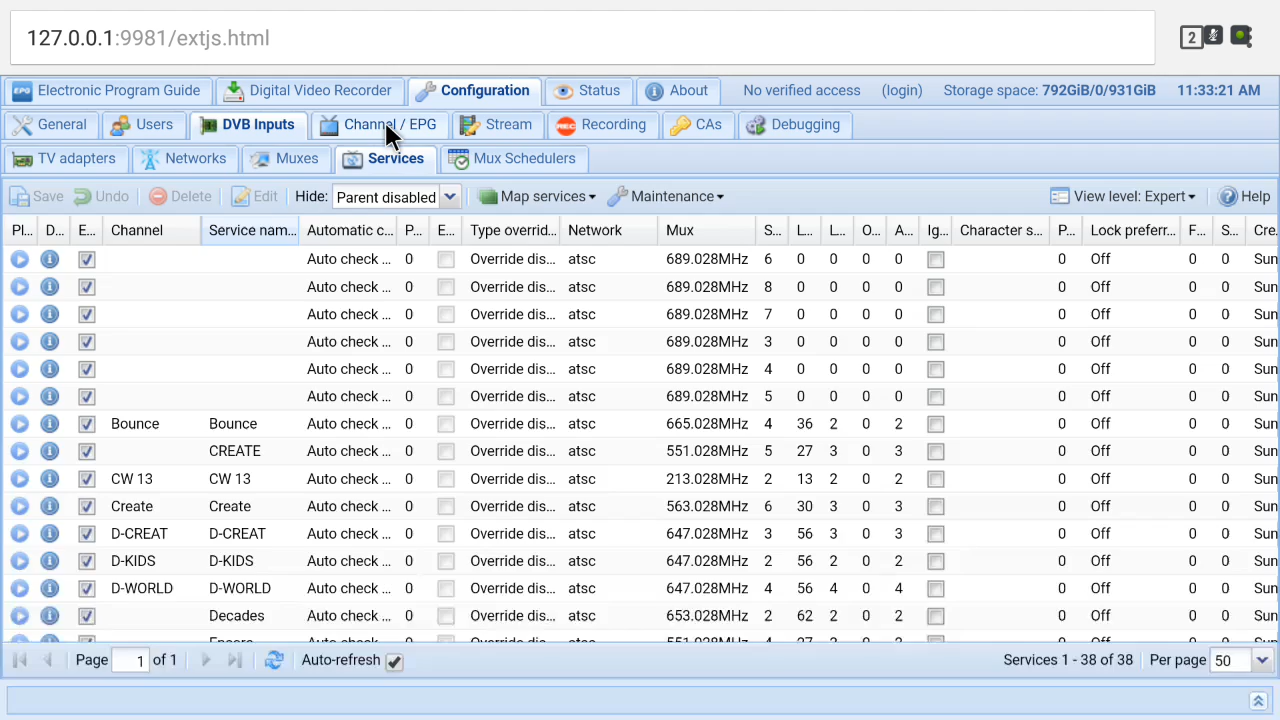 127.0.0.1:9981/extjs.html
2
EPG Electronic Program Guide Digital Video Recorder Configuration Status About No verified access (login) Storage space: 792GiB/0/931GiB 11:33:21 AM
General Users DVB Inputs Channel / EPG Stream REC Recording CAs Debugging
TV adapters Networks Muxes Services Mux Schedulers
Save Undo Delete Edit Hide: Parent disabled Map services Maintenance View level: Expert Help
Pl... D... E... Channel Service nam... Automatic c... P... E... Type overrid... Network Mux S... L... L... O... A... Ig... Character s... P... Lock preferr... F... S... Cre
Auto check ... 0 Override dis... atsc 689.028MHz 6 0 0 0 0 0 Off 0 0 Sun
Auto check ... 0 Override dis... atsc 689.028MHz 8 0 0 0 0 0 Off 0 0 Sun
Auto check ... 0 Override dis... atsc 689.028MHz 7 0 0 0 0 0 Off 0 0 Sun
Auto check ... 0 Override dis... atsc 689.028MHz 3 0 0 0 0 0 Off 0 0 Sun
Auto check ... 0 Override dis... atsc 689.028MHz 4 0 0 0 0 0 Off 0 0 Sun
Auto check ... 0 Override dis... atsc 689.028MHz 5 0 0 0 0 0 Off 0 0 Sun
Bounce Bounce Auto check ... 0 Override dis... atsc 665.028MHz 4 36 2 0 2 0 Off 0 0 Sun
CREATE Auto check ... 0 Override dis... atsc 551.028MHz 5 27 3 0 3 0 Off 0 0 Sun
CW 13 CW 13 Auto check ... 0 Override dis... atsc 213.028MHz 2 13 2 0 2 0 Off 0 0 Sun
Create Create Auto check ... 0 Override dis... atsc 563.028MHz 6 30 3 0 3 0 Off 0 0 Sun
D-CREAT D-CREAT Auto check ... 0 Override dis... atsc 647.028MHz 3 56 3 0 3 0 Off 0 0 Sun
D-KIDS D-KIDS Auto check ... 0 Override dis... atsc 647.028MHz 2 56 2 0 2 0 Off 0 0 Sun
D-WORLD D-WORLD Auto check ... 0 Override dis... atsc 647.028MHz 4 56 4 0 4 0 Off 0 0 Sun
Decades Auto check ... 0 Override dis... atsc 653.028MHz 2 62 2 0 2 0 Off 0 0 Sun
Page 1 of 1 Auto-refresh Services 1 - 38 of 38 Per page 50